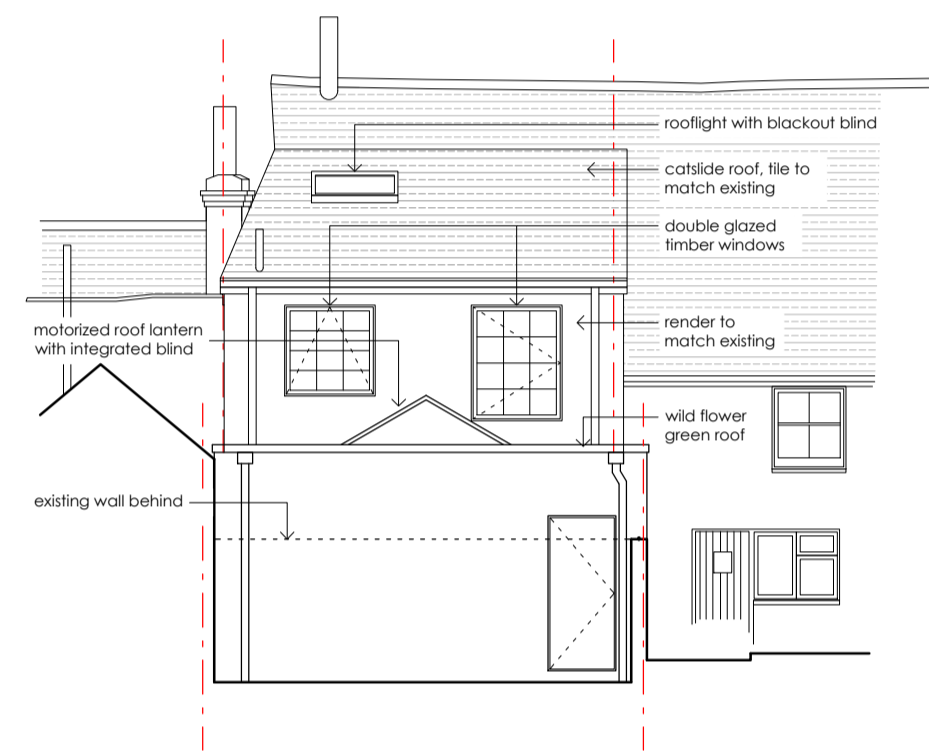 rooflight with blackout blind
catslide roof, tile to
match existing
double glazed
timber windows
motorized roof lantern
with integrated blind
render to
match existing
wild flower
green roof
existing wall behind